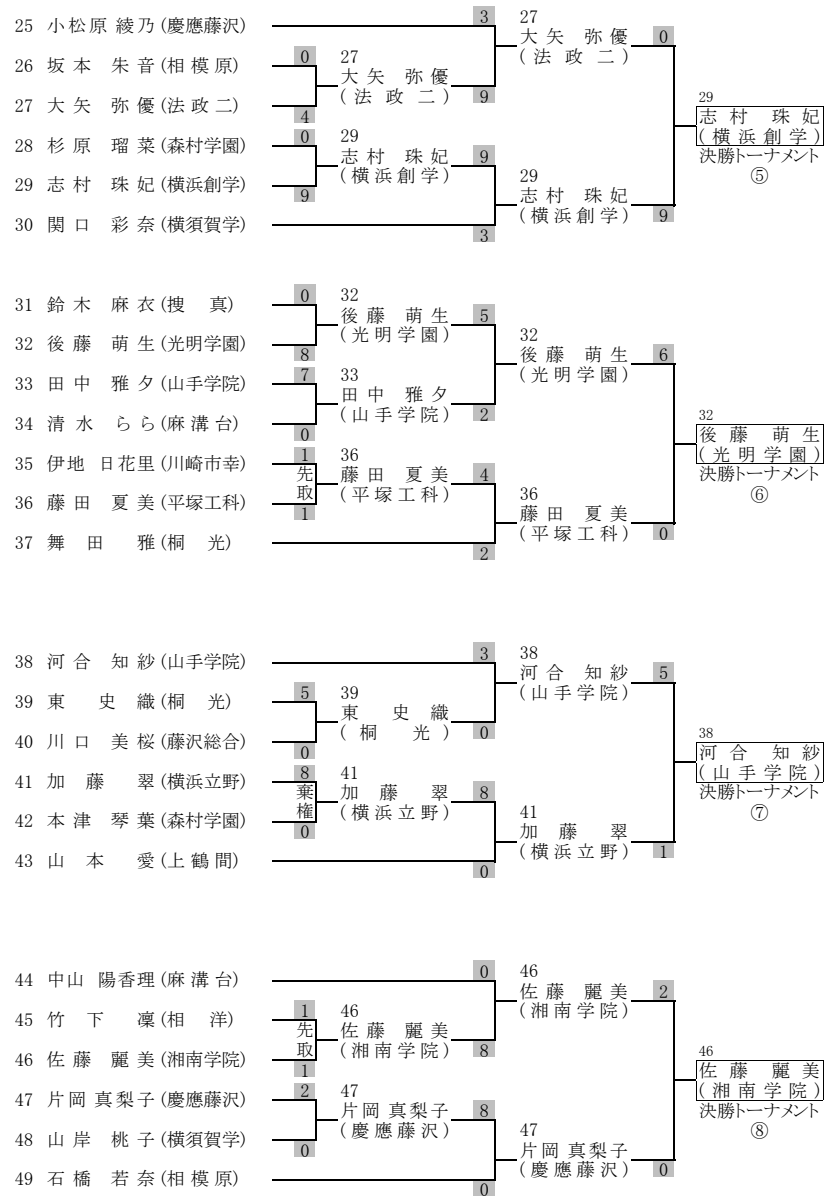 25 小松原 綾乃 (慶應藤沢) 3 27
大矢 弥優 0
(法政二)
26 坂本 朱音 (相模原) 0 27
大矢 弥優
(法政二) 9
27 大矢 弥優 (法政二) 4
29
志村 珠妃
(横浜創学)
決勝トーナメント
⑤
28 杉原 瑠菜 (森村学園) 0 29
志村 珠妃 9
(横浜創学)
29 志村 珠妃 (横浜創学) 9
29
志村 珠妃
(横浜創学) 9
30 関口 彩奈 (横須賀学) 3
31 鈴木 麻衣 (捜真) 0 32
後藤 萌生 5
(光明学園)
32 後藤 萌生 (光明学園) 8
32
後藤 萌生 6
(光明学園)
33 田中 雅夕 (山手学院) 7 33
田中 雅夕
(山手学院) 2
34 清水 らら (麻溝台) 0
32
後藤 萌生
(光明学園)
決勝トーナメント
⑥
35 伊地 日花里 (川崎市幸) 1
先取
36
藤田 夏美 4
(平塚工科)
36 藤田 夏美 (平塚工科) 1
36
藤田 夏美
(平塚工科) 0
37 舞田 雅 (桐光) 2
38 河合 知紗 (山手学院) 3 38
河合 知紗 5
(山手学院)
39 東 史織 (桐光) 5 39
東 史織
(桐光) 0
40 川口 美桜 (藤沢総合) 0
38
河合 知紗
(山手学院)
決勝トーナメント
⑦
41 加藤 翠 (横浜立野) 8
棄権
41
加藤 翠 8
(横浜立野)
42 本津 琴葉 (森村学園) 0
41
加藤 翠
(横浜立野) 1
43 山本 愛 (上鶴間) 0
44 中山 陽香理 (麻溝台) 0 46
佐藤 麗美 2
(湘南学院)
45 竹下 凜 (相洋) 1
先取
46
佐藤 麗美
(湘南学院) 8
46 佐藤 麗美 (湘南学院) 1
46
佐藤 麗美
(湘南学院)
決勝トーナメント
⑧
47 片岡 真梨子 (慶應藤沢) 2 47
片岡 真梨子 8
(慶應藤沢)
48 山岸 桃子 (横須賀学) 0
47
片岡 真梨子
(慶應藤沢) 0
49 石橋 若奈 (相模原) 0